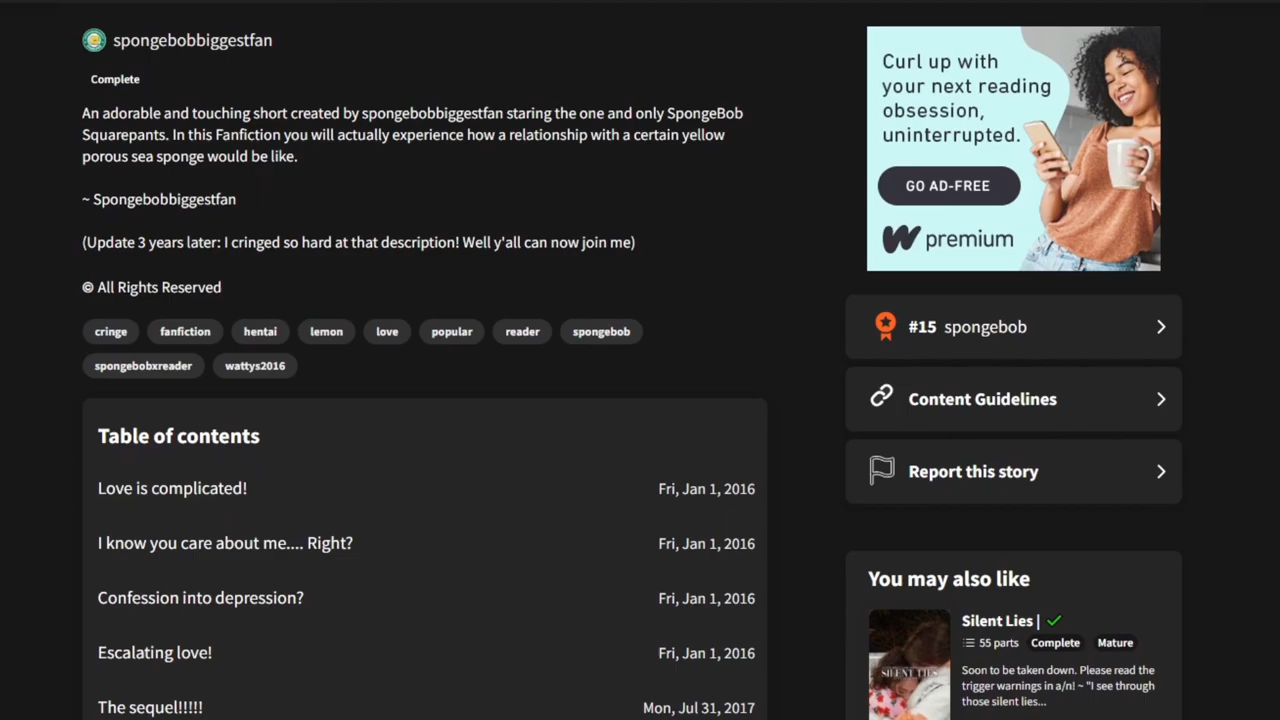 spongebobbiggestfan
Complete
An adorable and touching short created by spongebobbiggestfan staring the one and only SpongeBob
Squarepants. In this Fanfiction you will actually experience how a relationship with a certain yellow
porous sea sponge would be like.
~ Spongebobbiggestfan
(Update 3 years later: I cringed so hard at that description! Well y'all can now join me)
© All Rights Reserved
cringe fanfiction hentai lemon love popular reader spongebob
spongebobxreader wattys2016
Table of contents
Love is complicated! Fri, Jan 1, 2016
I know you care about me.... Right? Fri, Jan 1, 2016
Confession into depression? Fri, Jan 1, 2016
Escalating love! Fri, Jan 1, 2016
The sequel!!!!! Mon, Jul 31, 2017
Curl up with
your next reading
obsession,
uninterrupted.
GO AD-FREE
premium
#15 spongebob
Content Guidelines
Report this story
You may also like
SILENT LIES
Silent Lies |
55 parts Complete Mature
Soon to be taken down. Please read the
trigger warnings in a/n! ~ "I see through
those silent lies...